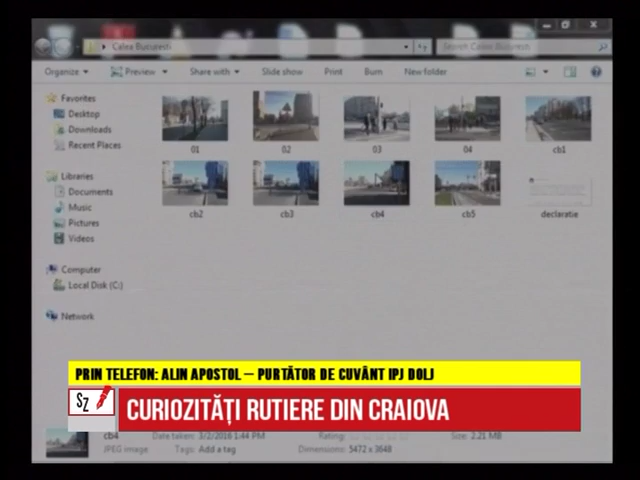 Calea Bucuresti
Search Calea Bucuresti
Organize
Preview
Share with
Slide show
Print
Burn
New folder
Favorites
Desktop
Downloads
Recent Places
Libraries
Documents
Music
Pictures
Videos
Computer
Local Disk (C:)
Network
01 02 03 04 cb1
cb2 cb3 cb4 cb5 declaratie
PRIN TELEFON: ALIN APOSTOL – PURTĂTOR DE CUVÂNT IPJ DOLJ
SZ
CURIOZITĂȚI RUTIERE DIN CRAIOVA
cb4 Date taken: 3/2/2016 1:44 PM Rating: Size: 2.21 MB
JPEG image Tags: Add a tag Dimensions: 5472 x 3648